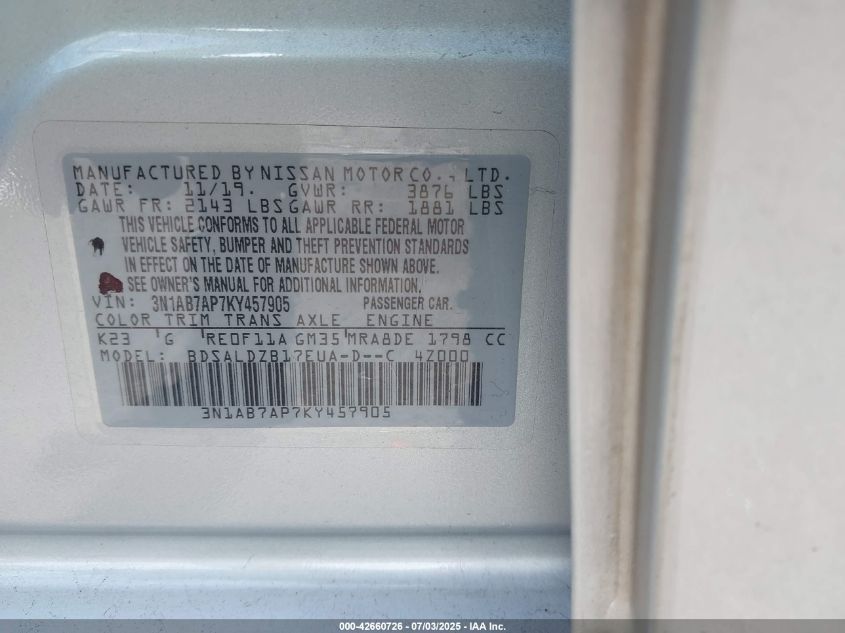 MANUFACTURED BY NISSAN MOTOR CO., LTD.
DATE: 11/19. GVWR: 3876 LBS
GAWR FR: 2143 LBS GAWR RR: 1881 LBS
THIS VEHICLE CONFORMS TO ALL APPLICABLE FEDERAL MOTOR
VEHICLE SAFETY, BUMPER AND THEFT PREVENTION STANDARDS
IN EFFECT ON THE DATE OF MANUFACTURE SHOWN ABOVE.
SEE OWNER'S MANUAL FOR ADDITIONAL INFORMATION.
VIN: 3N1AB7AP7KY457905 PASSENGER CAR.
COLOR TRIM TRANS AXLE ENGINE
K23 G RE0F11A GM35 MRA8DE 1798 CC
MODEL: BDSALDZB17EUA-D--C 4Z000
3N1AB7AP7KY457905
000-42660726 - 07/03/2025 - IAA Inc.